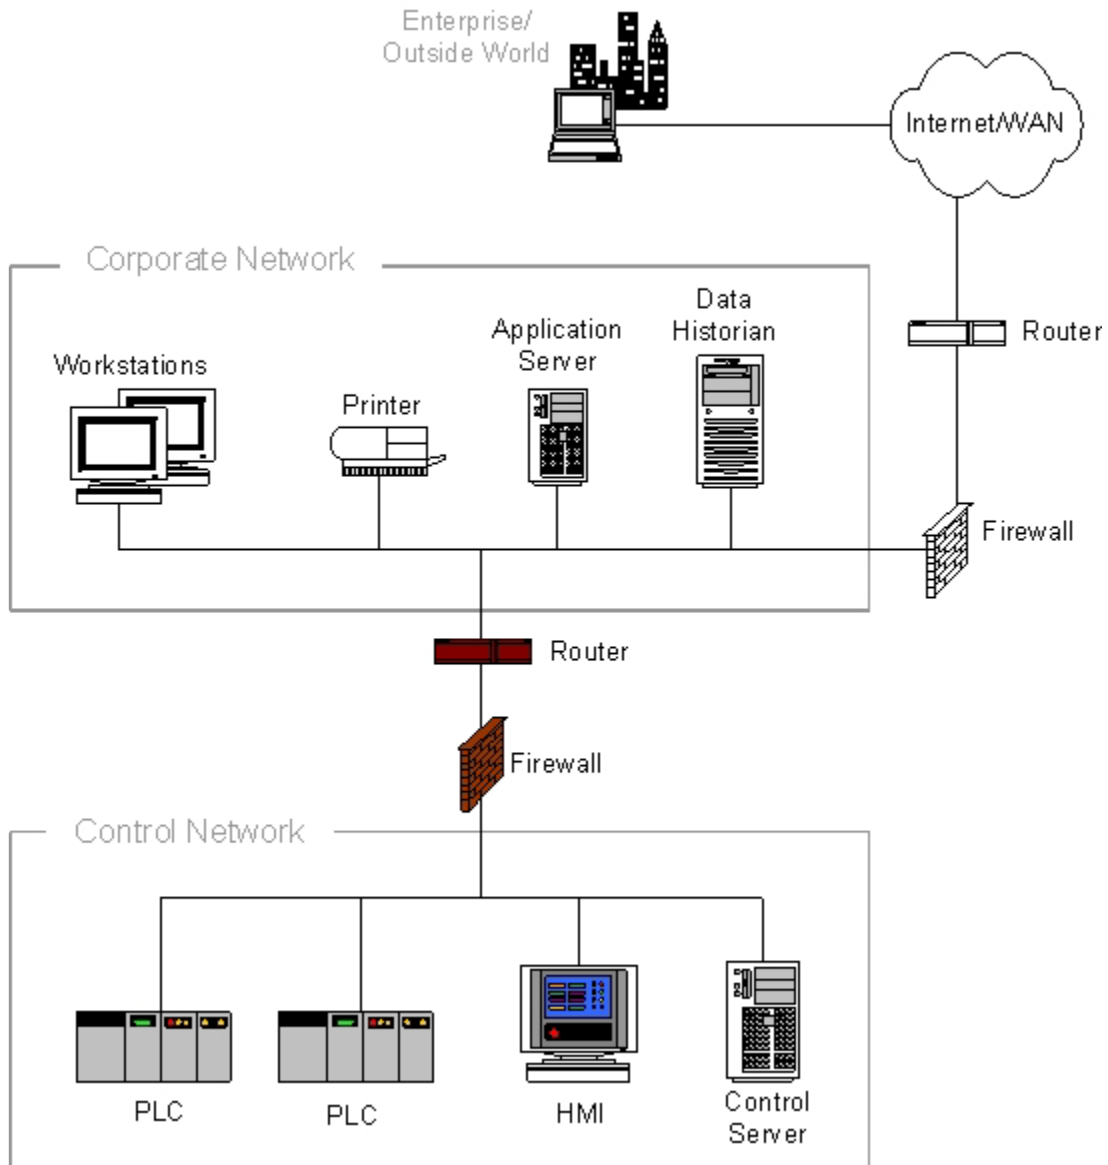 Enterprise/
Outside World
Internet/WAN
Corporate Network
Data
Historian
Application
Server
Router
Workstations
Printer
Firewall
Router
Firewall
Control Network
PLC
PLC
HMI
Control
Server